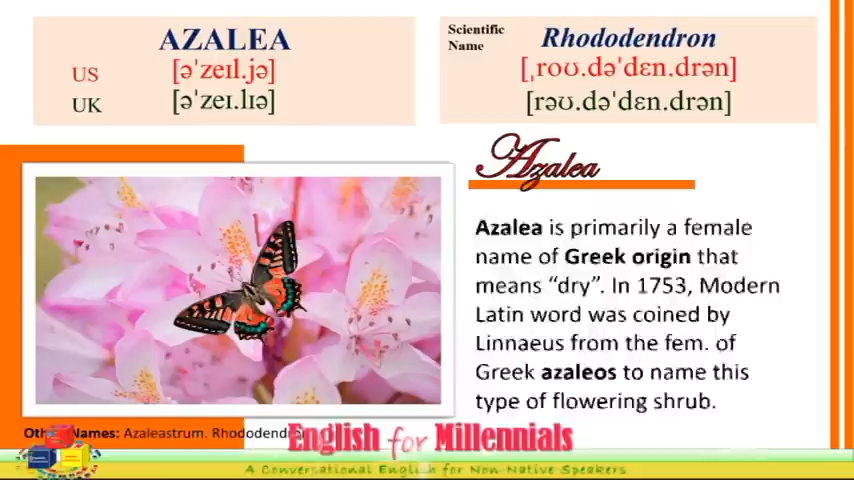 AZALEA
US [əˈzeɪl.jə]
UK [əˈzeɪ.lɪə]
Scientific
Name
Rhododendron
[ˌroʊ.dəˈdɛn.drən]
[rəʊ.dəˈdɛn.drən]
Azalea
Azalea is primarily a female
name of Greek origin that
means “dry”. In 1753, Modern
Latin word was coined by
Linnaeus from the fem. of
Greek azaleos to name this
type of flowering shrub.
Names: Azaleastrum. Rhododendron
English for Millennials
A Conversational English for Non-Native Speakers